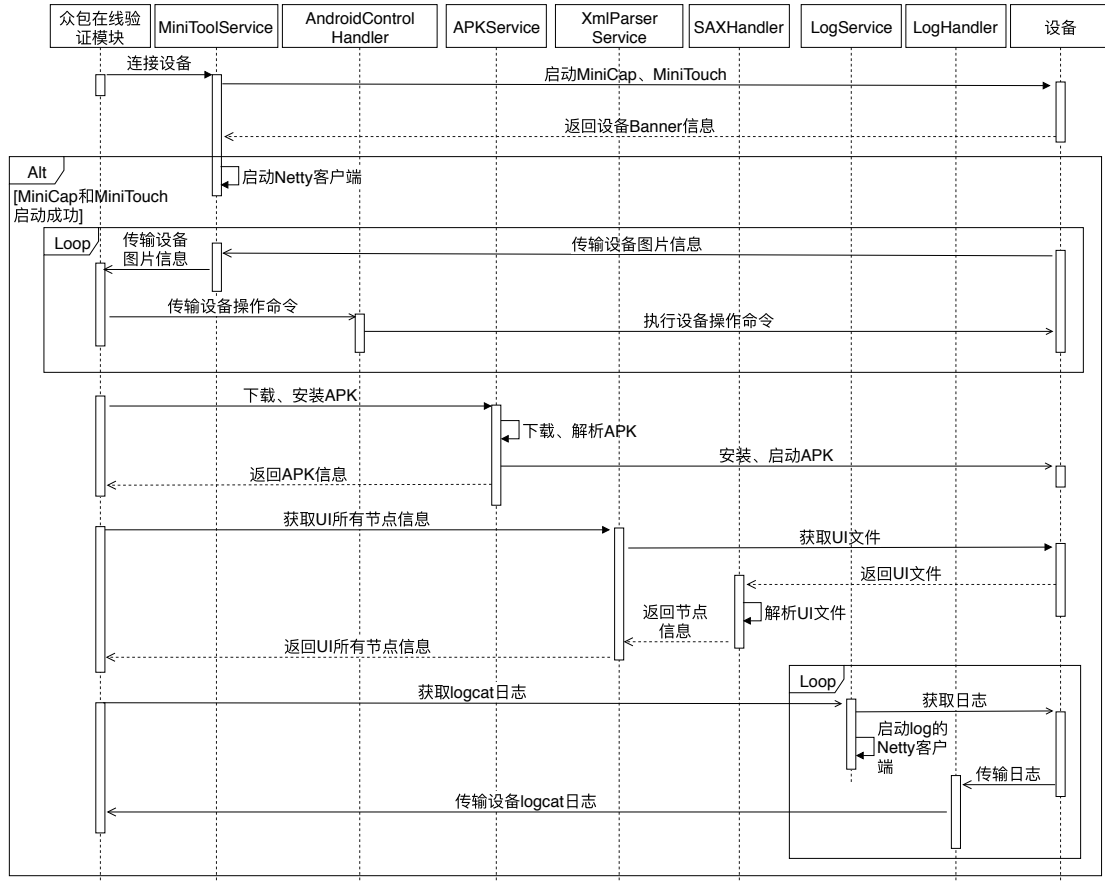 众包在线验
证模块
MiniToolService
AndroidControl
Handler
APKService
XmlParser
Service
SAXHandler
LogService
LogHandler
设备
连接设备
启动MiniCap、MiniTouch
返回设备Banner信息
Alt
启动Netty客户端
[MiniCap和MiniTouch
启动成功]
Loop
传输设备
图片信息
传输设备图片信息
传输设备操作命令
执行设备操作命令
下载、安装APK
下载、解析APK
安装、启动APK
返回APK信息
获取UI所有节点信息
获取UI文件
返回UI文件
解析UI文件
返回节点
信息
返回UI所有节点信息
Loop
获取logcat日志
获取日志
启动log的
Netty客户
端
传输日志
传输设备logcat日志